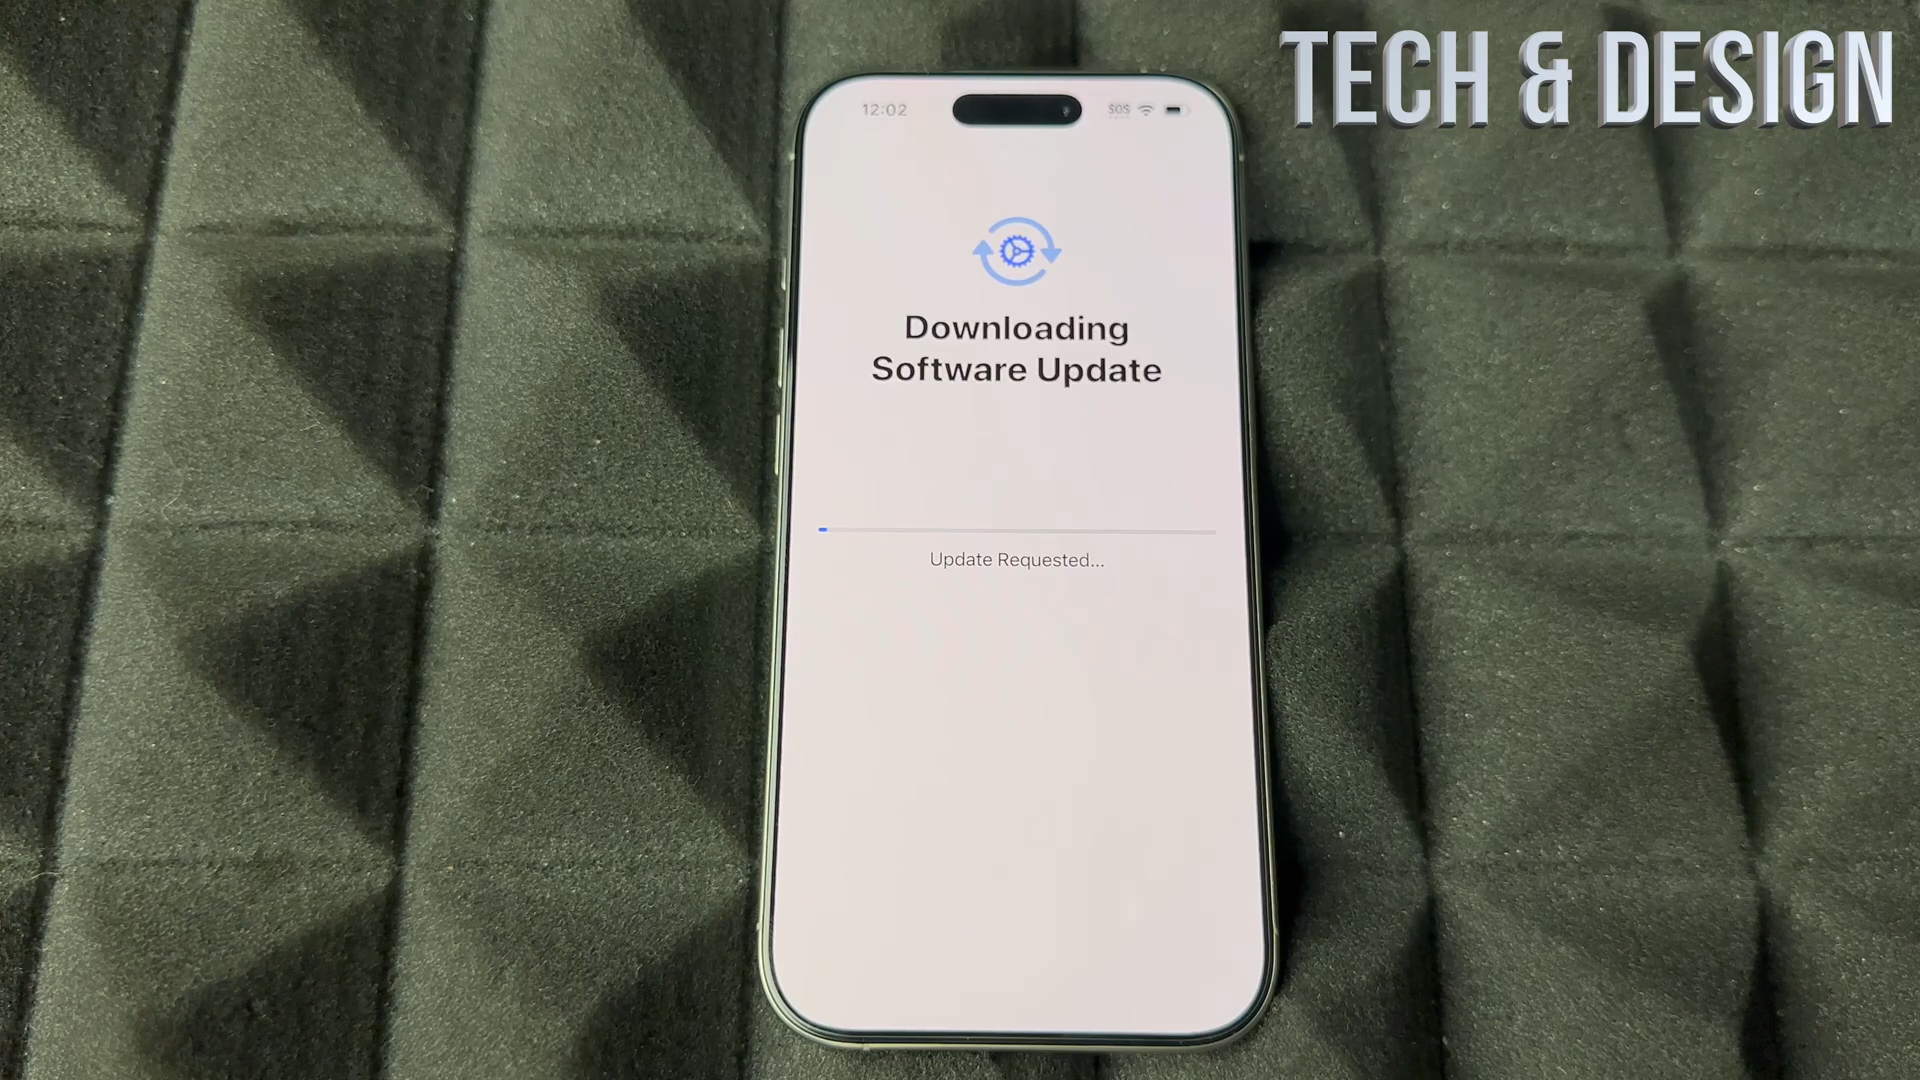 TECH & DESIGN
12:02
SOS
Downloading
Software Update
Update Requested...